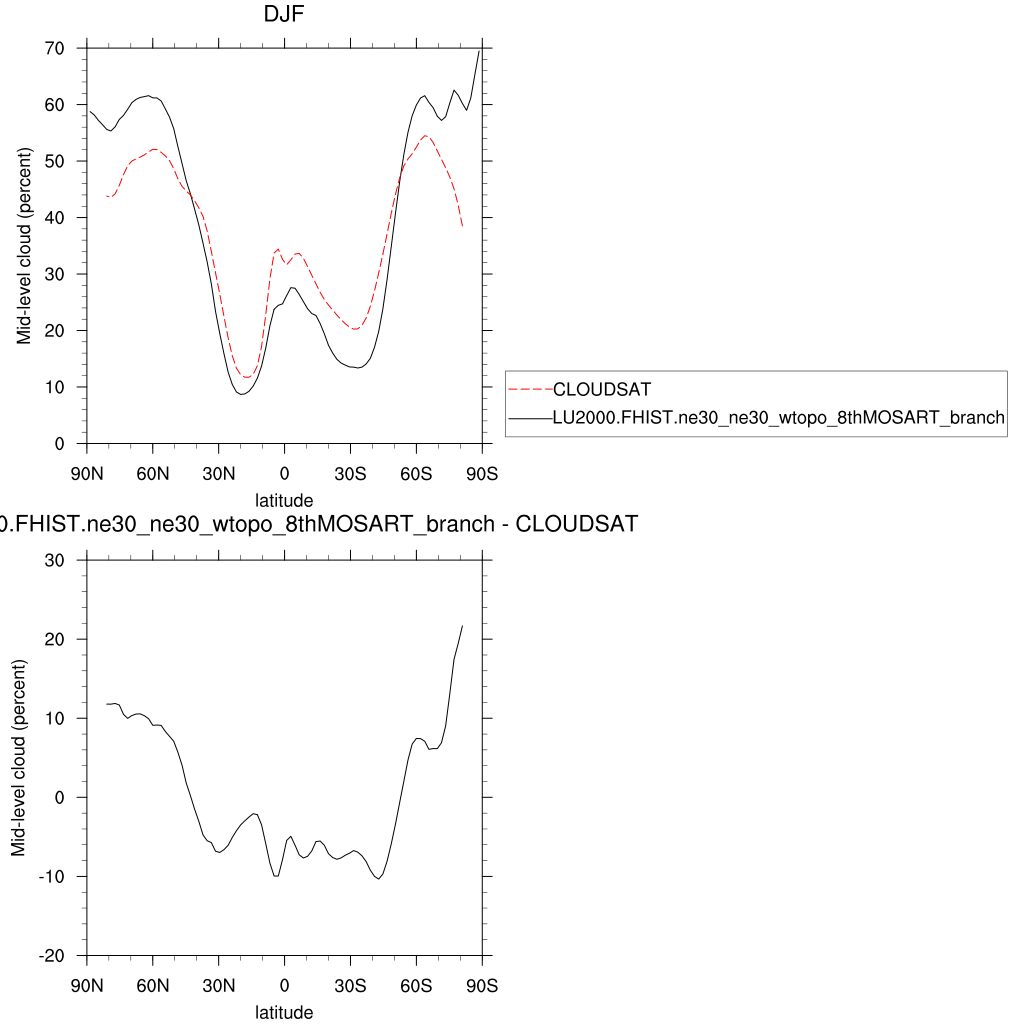 DJF
70
60
50
40
30
20
10
0
Mid-level cloud (percent)
90N 60N 30N 0 30S 60S 90S
latitude
CLOUDSAT
LU2000.FHIST.ne30_ne30_wtopo_8thMOSART_branch
0.FHIST.ne30_ne30_wtopo_8thMOSART_branch - CLOUDSAT
30
20
10
0
-10
-20
Mid-level cloud (percent)
90N 60N 30N 0 30S 60S 90S
latitude